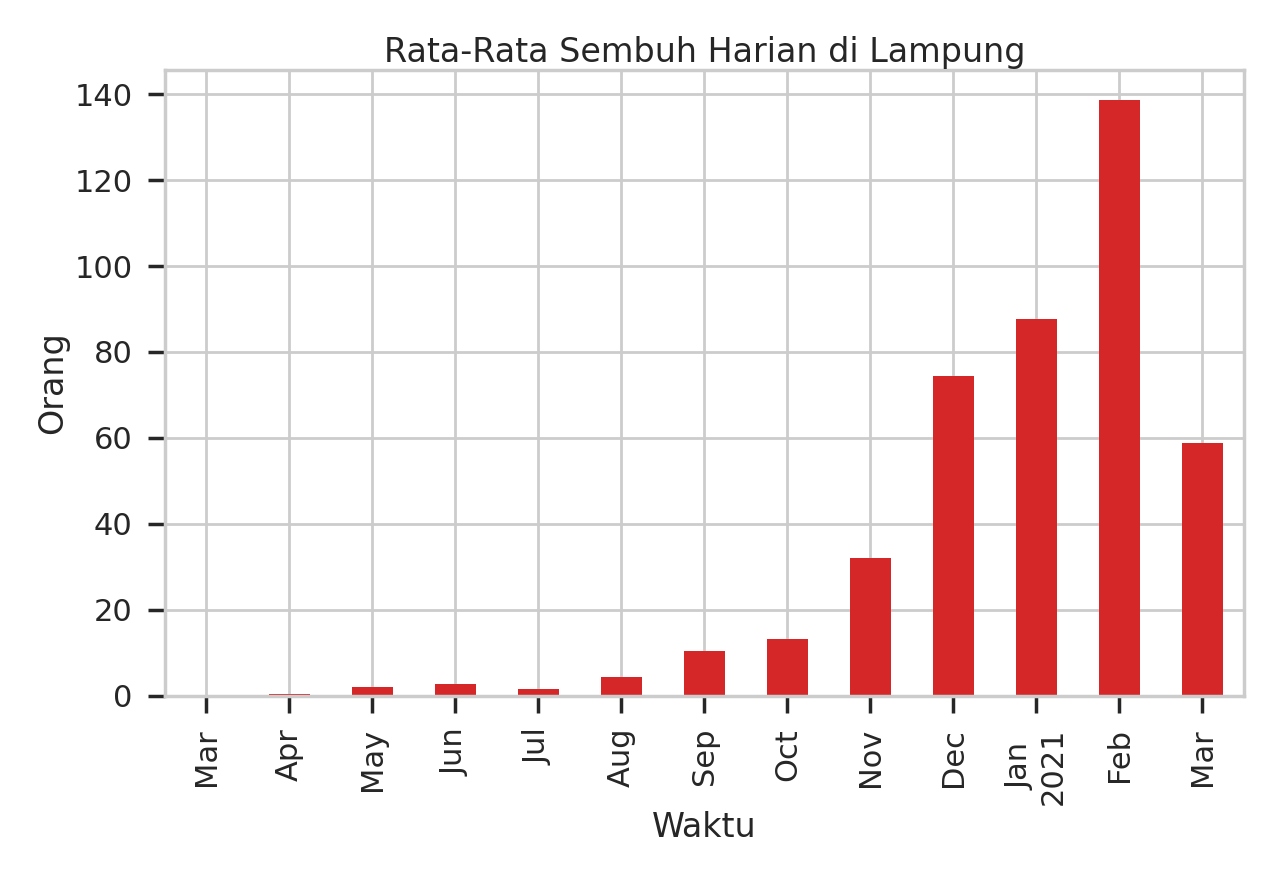 Rata-Rata Sembuh Harian di Lampung
140
120
100
80
60
40
20
0
Orang
Mar
Apr
May
Jun
Jul
Aug
Sep
Oct
Nov
Dec
Jan
2021
Feb
Mar
Waktu